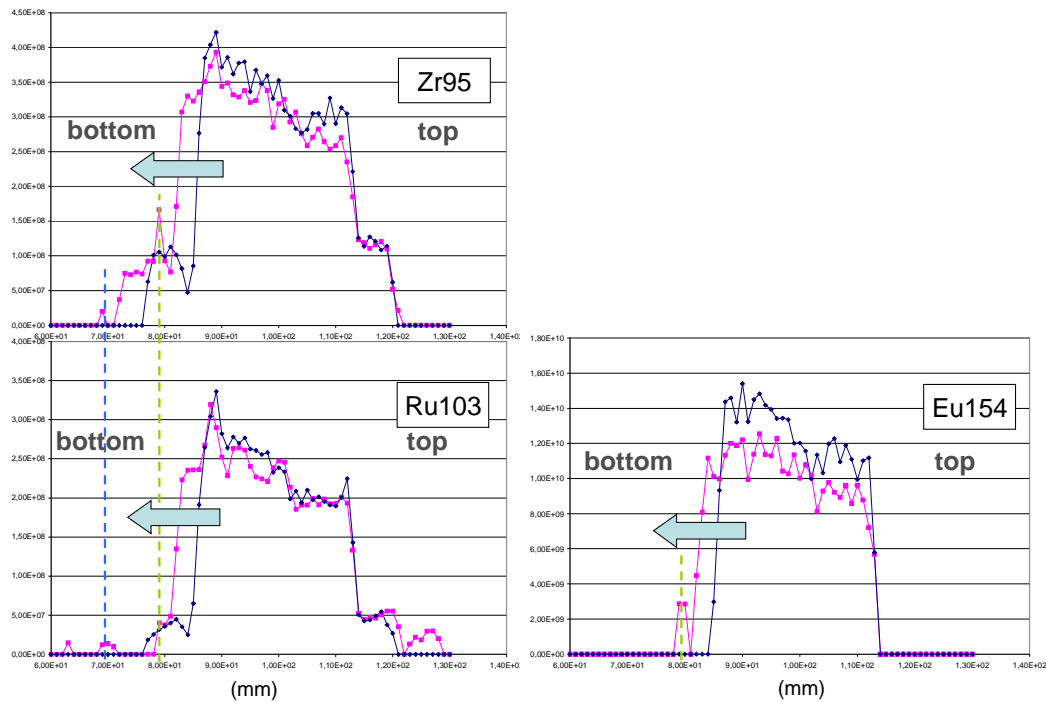 4,50E+08
4,00E+08
Zr95
3,50E+08
3,00E+08
bottom top
2,50E+08
2,00E+08
1,50E+08
1,00E+08
5,00E+07
0,00E+00
6,00E+01 7,00E+01 8,00E+01 9,00E+01 1,00E+02 1,10E+02 1,20E+02 1,30E+02 1,40E+02
4,00E+08
3,50E+08
Ru103
3,00E+08
bottom top
2,50E+08
2,00E+08
1,50E+08
1,00E+08
5,00E+07
0,00E+00
6,00E+01 7,00E+01 8,00E+01 9,00E+01 1,00E+02 1,10E+02 1,20E+02 1,30E+02
(mm)
1,80E+10
1,60E+10
Eu154
1,40E+10
1,20E+10
1,00E+10
bottom top
8,00E+09
6,00E+09
4,00E+09
2,00E+09
0,00E+00
6,00E+01 7,00E+01 8,00E+01 9,00E+01 1,00E+02 1,10E+02 1,20E+02 1,30E+02 1,40E+02
(mm)